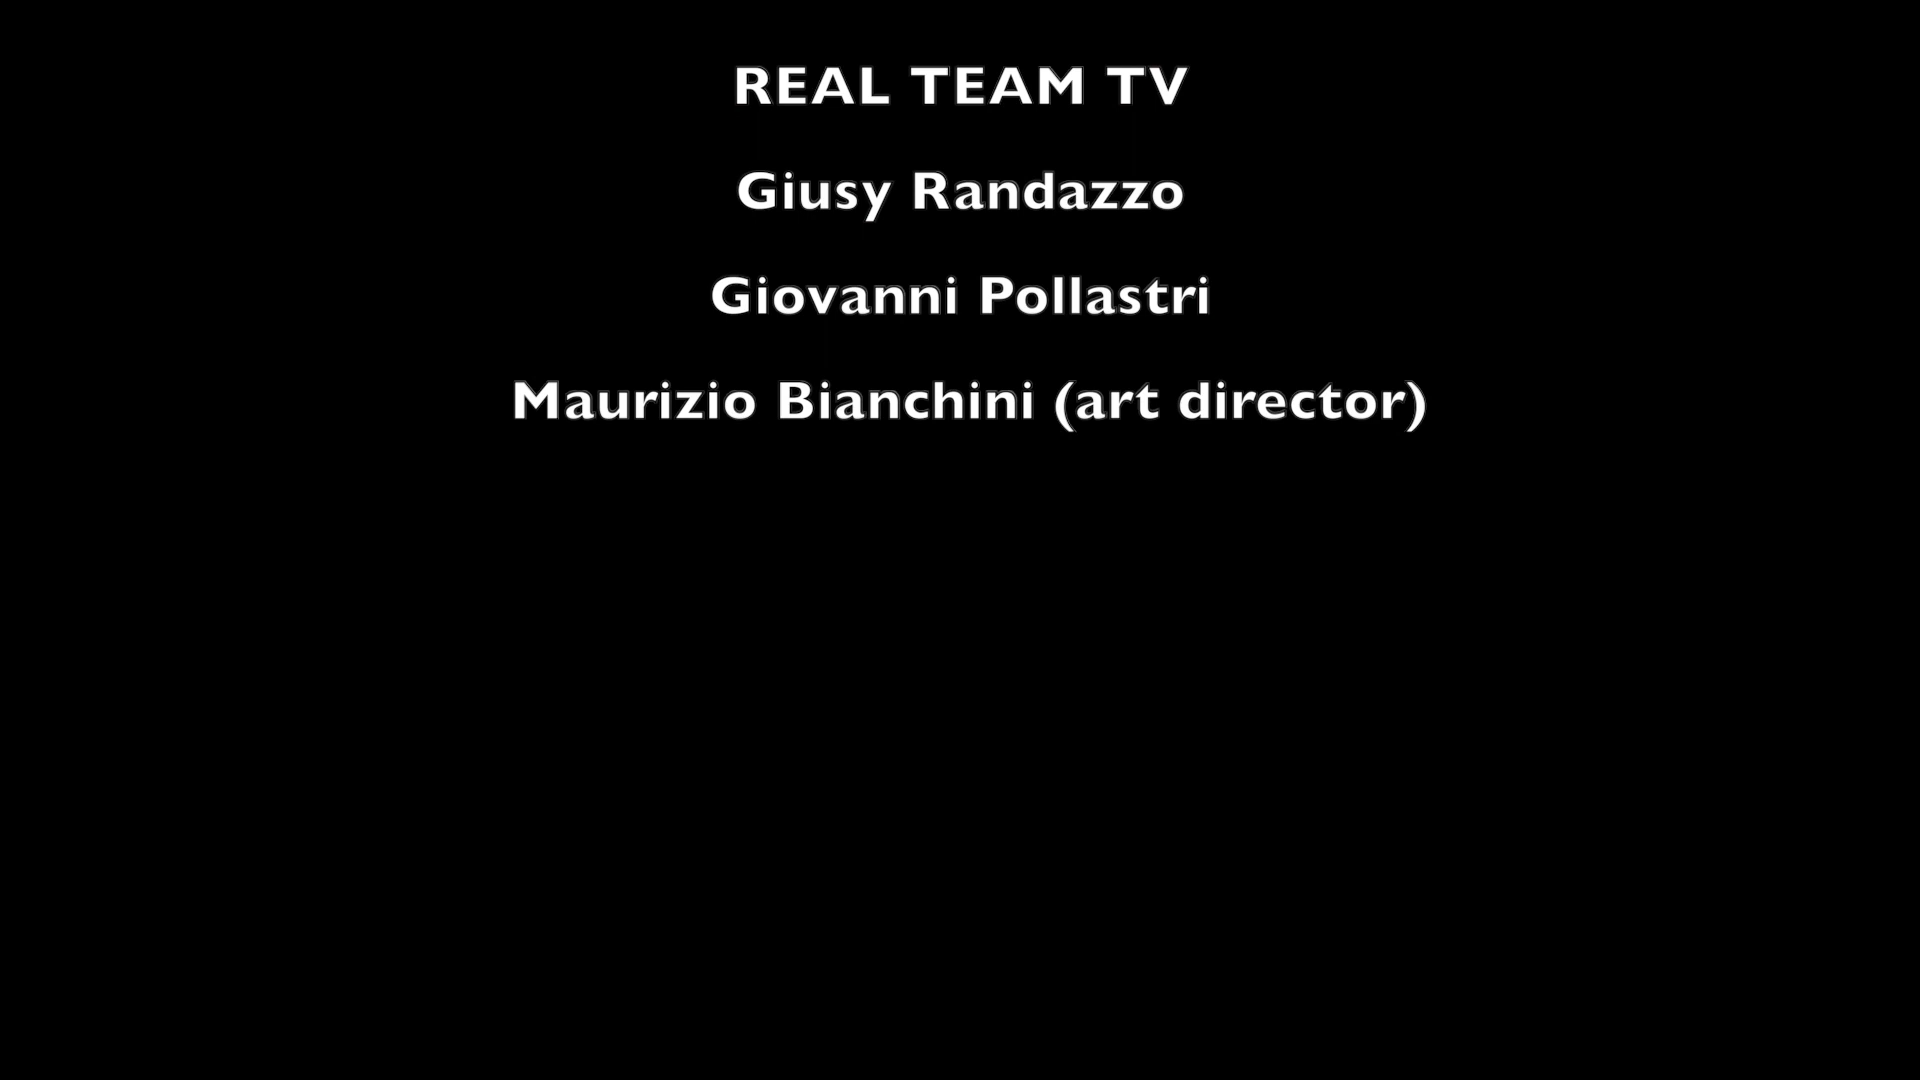 REAL TEAM TV
Giusy Randazzo
Giovanni Pollastri
Maurizio Bianchini (art director)